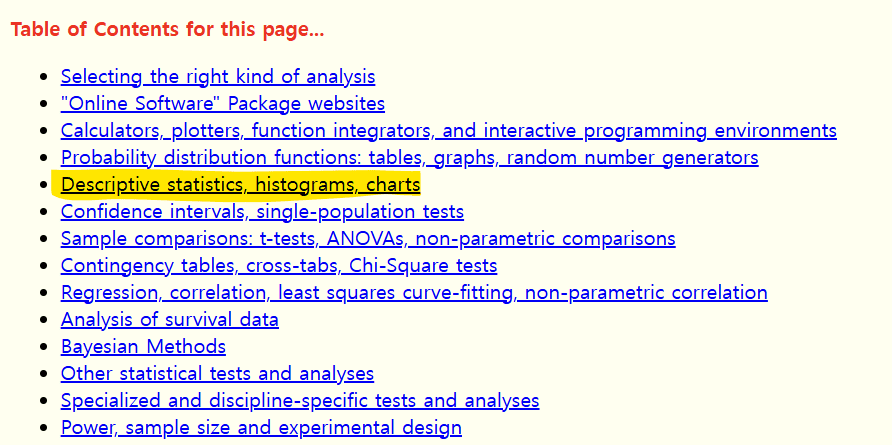 Table of Contents for this page...
Selecting the right kind of analysis
"Online Software" Package websites
Calculators, plotters, function integrators, and interactive programming environments
Probability distribution functions: tables, graphs, random number generators
Descriptive statistics, histograms, charts
Confidence intervals, single-population tests
Sample comparisons: t-tests, ANOVAs, non-parametric comparisons
Contingency tables, cross-tabs, Chi-Square tests
Regression, correlation, least squares curve-fitting, non-parametric correlation
Analysis of survival data
Bayesian Methods
Other statistical tests and analyses
Specialized and discipline-specific tests and analyses
Power, sample size and experimental design